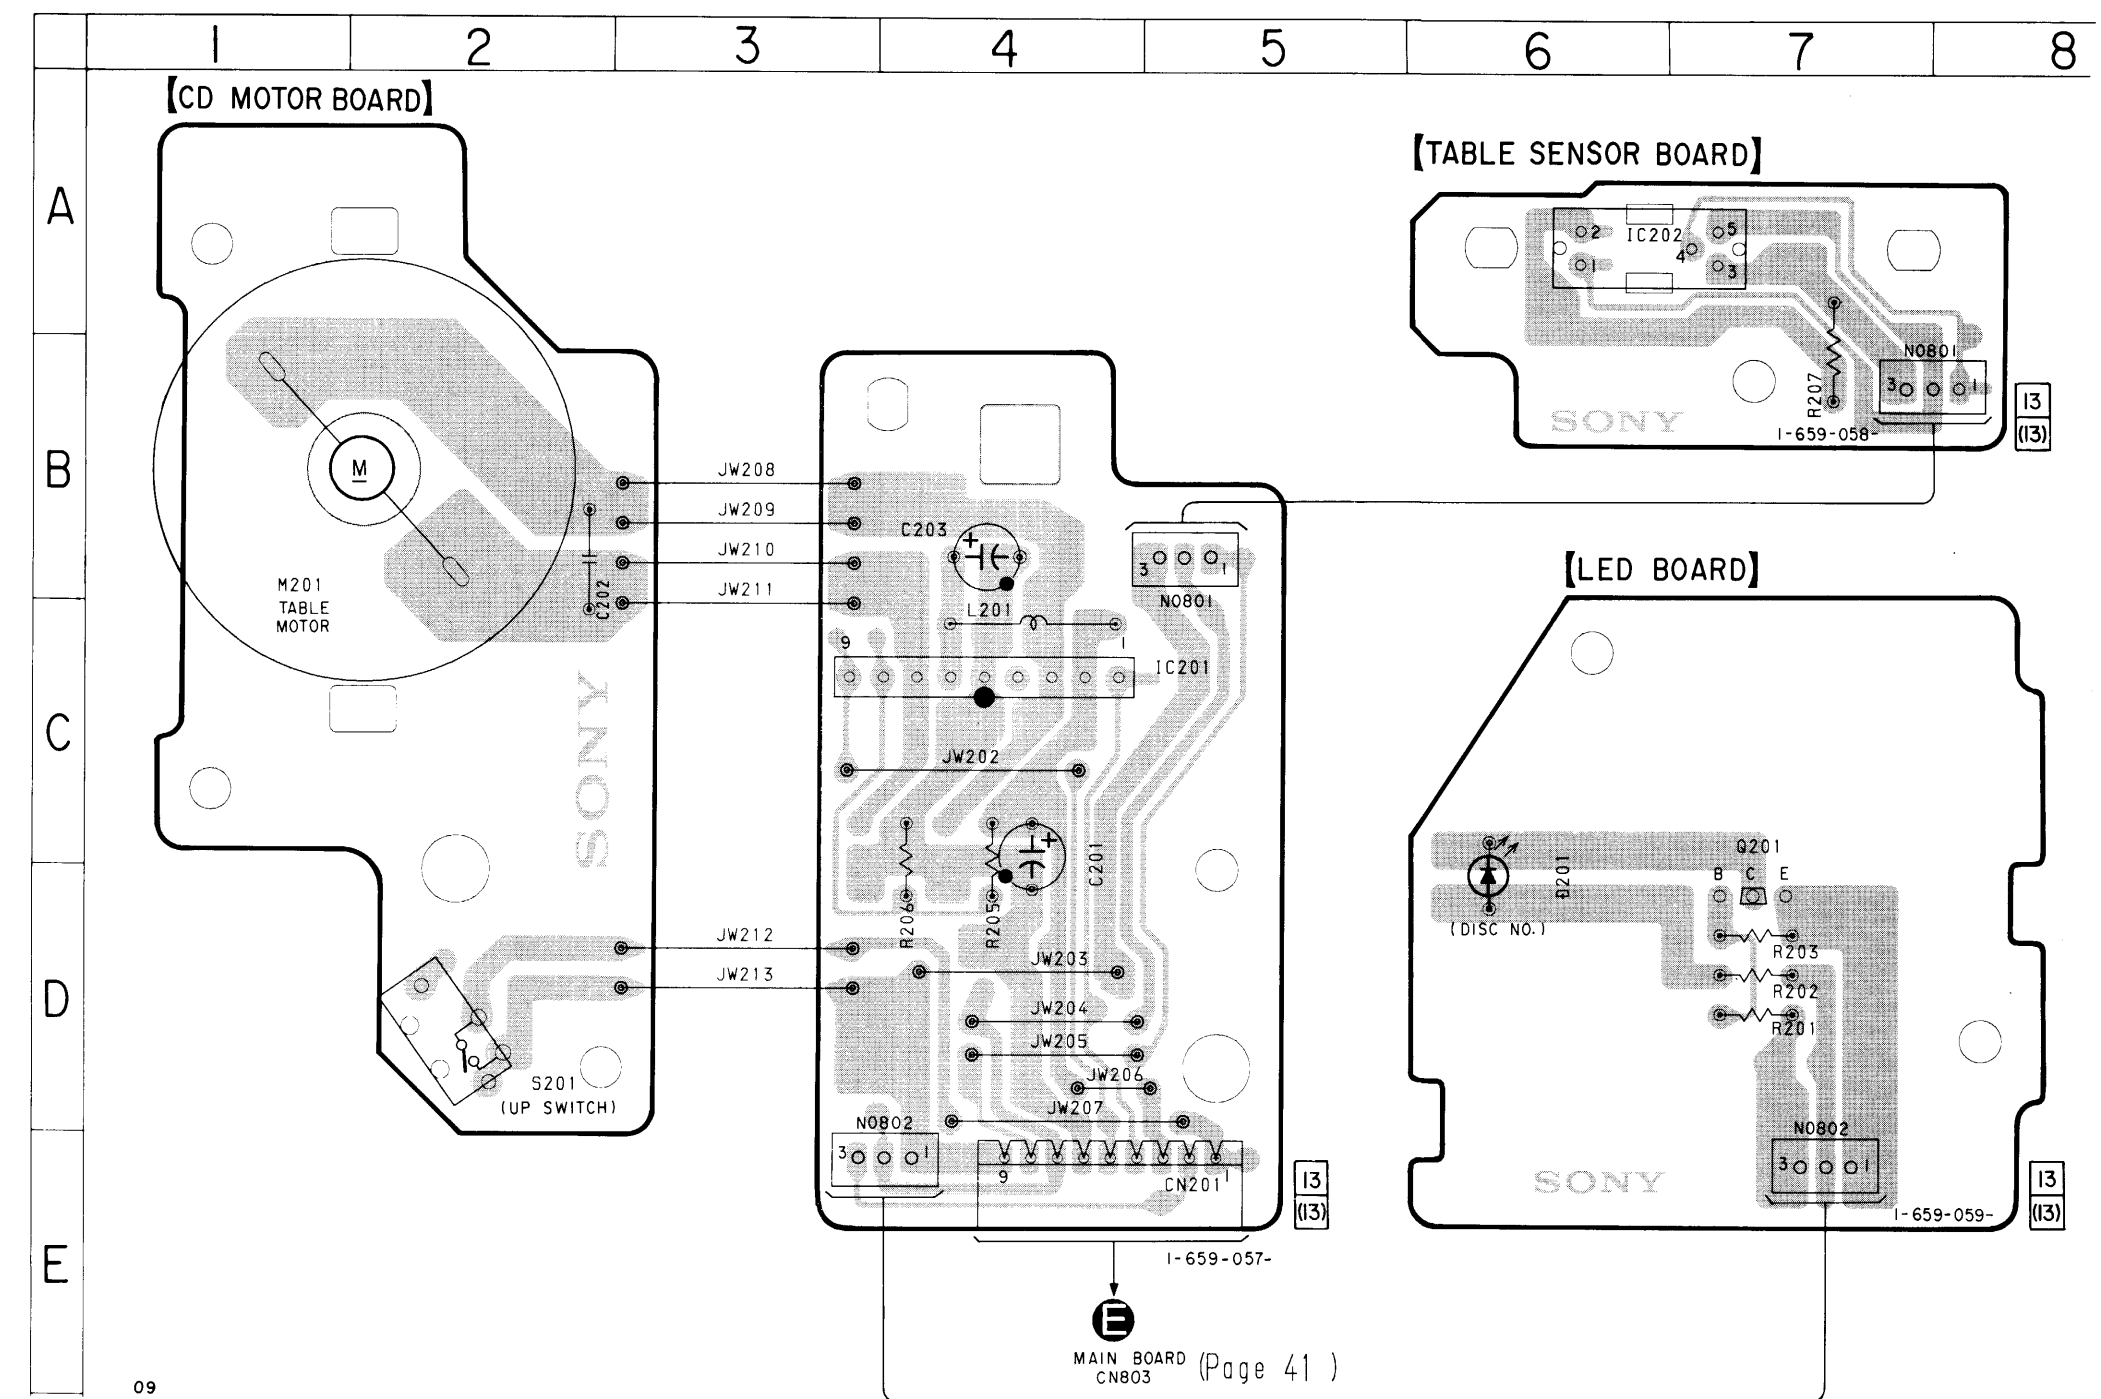 1 2 3 4 5 6 7 8
A
B
C
D
E
【CD MOTOR BOARD】
M
M201
TABLE
MOTOR
C202
SONY
S201
(UP SWITCH)
JW208
JW209
JW210
JW211
JW212
JW213
C203
L201
9 1
IC201
3 1
NO801
JW202
R206
R205
C201
JW203
JW204
JW205
JW206
JW207
NO802
3 1
9 1
CN201
13
(13)
1-659-057-
E
MAIN BOARD (Page 41 )
CN803
【TABLE SENSOR BOARD】
2 IC202 5
4
1 3
R207
NO801
3 1
SONY
1-659-058-
13
(13)
【LED BOARD】
Q201
B C E
D201
(DISC NO.)
R203
R202
R201
NO802
3 1
SONY
1-659-059-
13
(13)
09